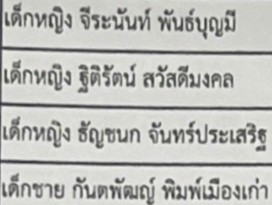 เด็กหญิง จีระนันท์ พันธ์บุญมี
เด็กหญิง ฐิติรัตน์ สวัสดีมงคล
เด็กหญิง ธัญชนก จันทร์ประเสริฐ
เด็กชาย กันตพัฒญ์ พิมพ์เมืองเก่า